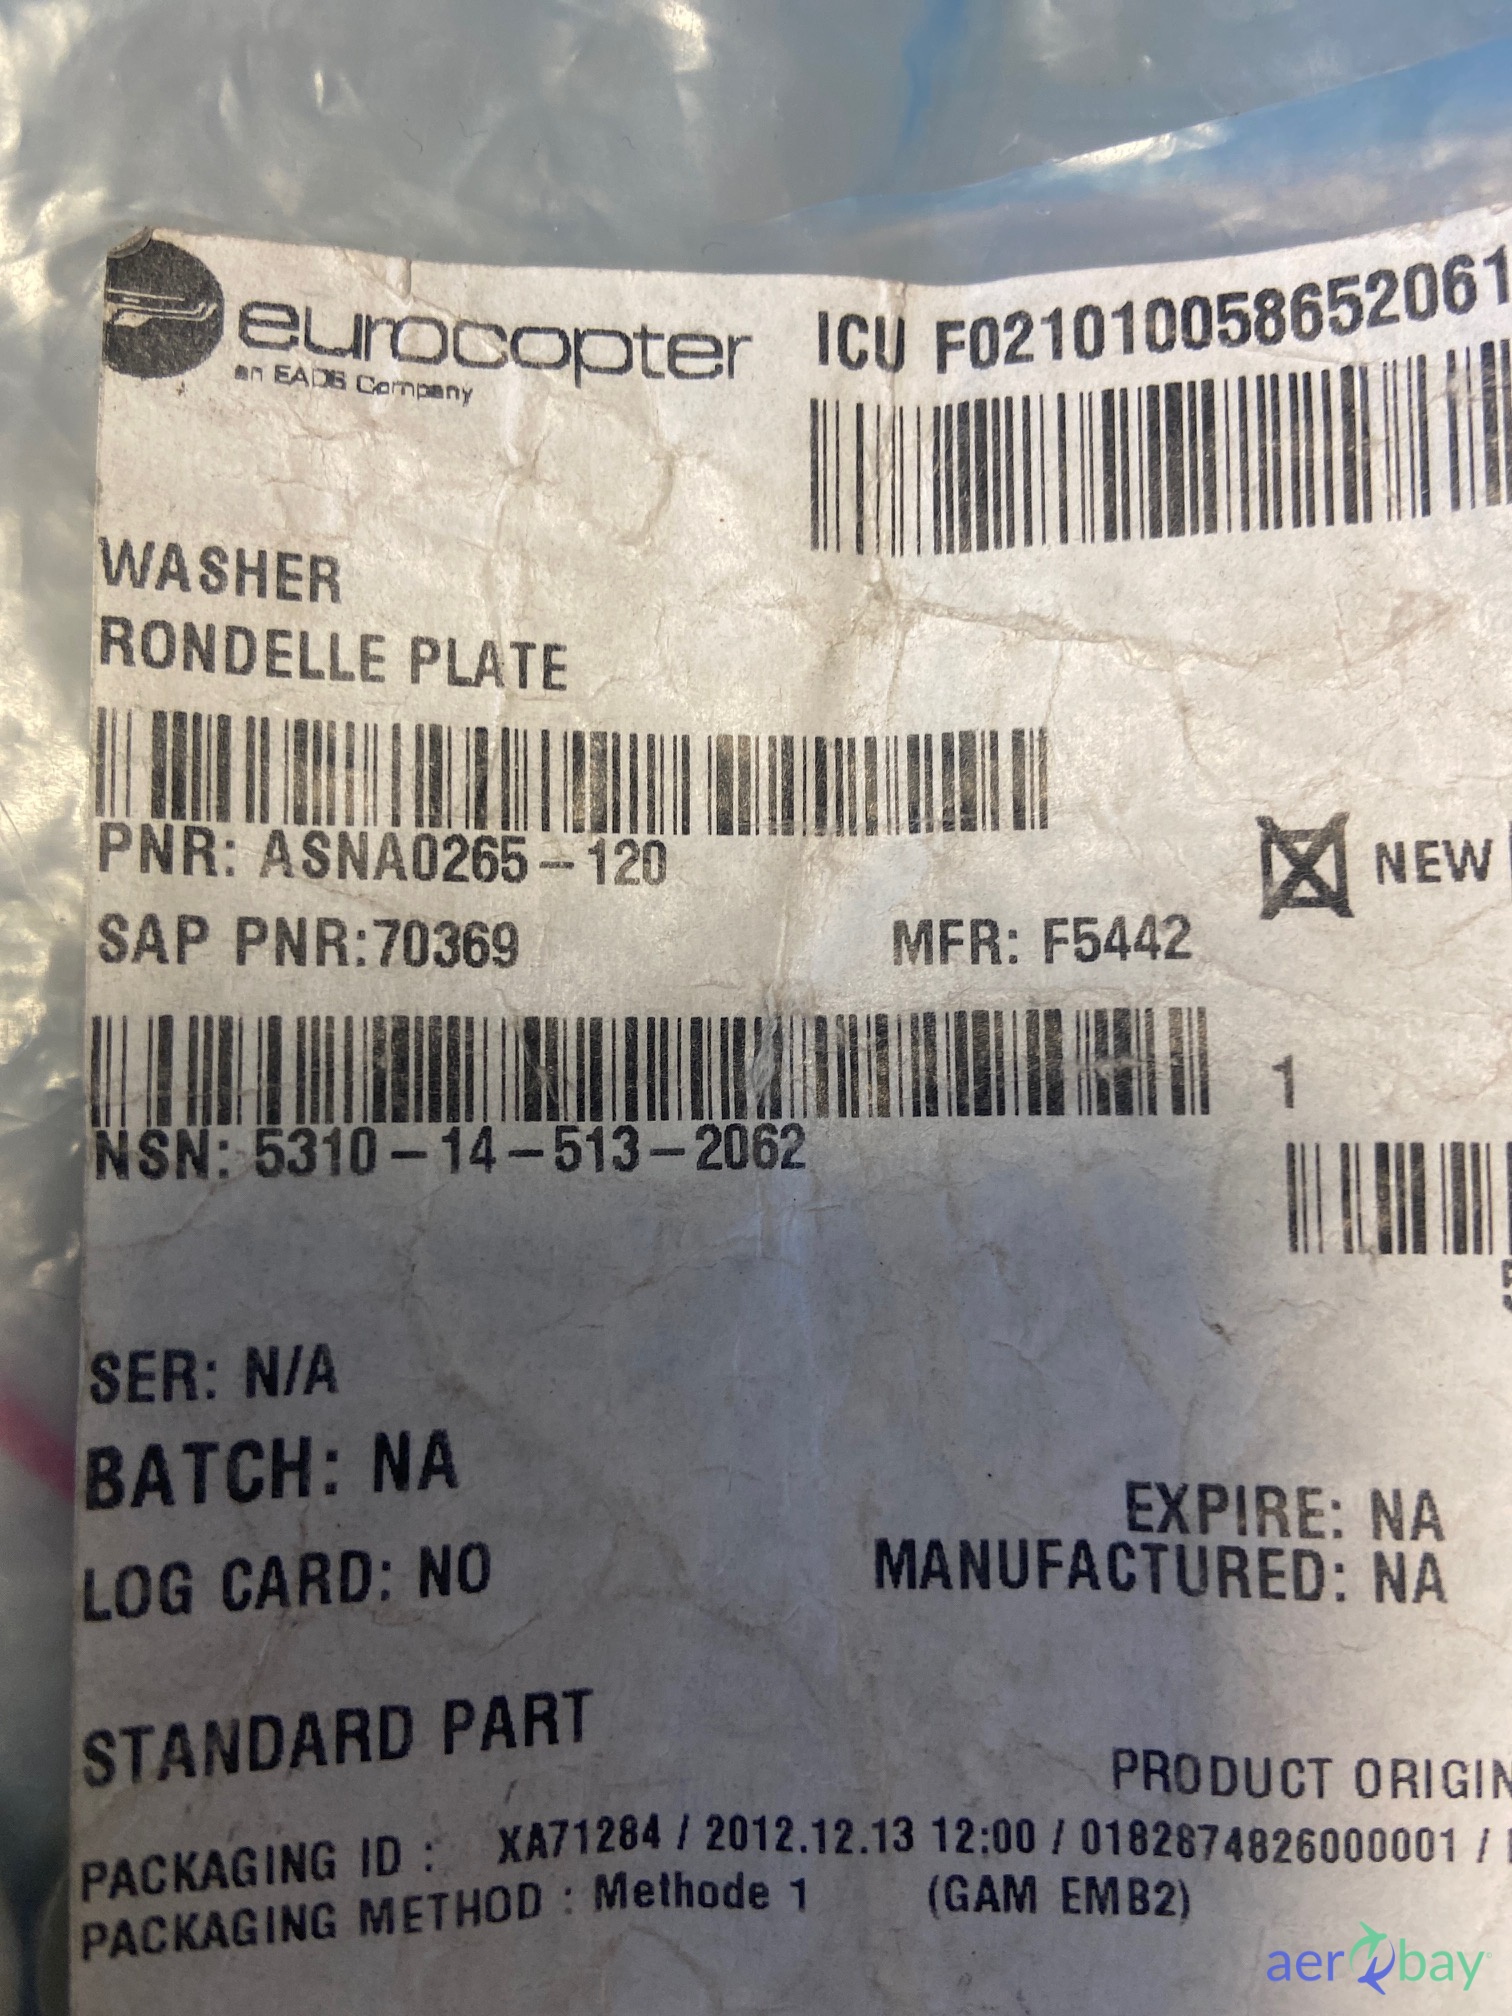 eurocopter
an EADS Company
ICU F021010058652061
WASHER
RONDELLE PLATE
PNR: ASNA0265-120
NEW
SAP PNR:70369
MFR: F5442
1
NSN: 5310-14-513-2062
SER: N/A
BATCH: NA
EXPIRE: NA
LOG CARD: NO
MANUFACTURED: NA
STANDARD PART
PRODUCT ORIGIN
PACKAGING ID : XA71284 / 2012.12.13 12:00 / 0182874826000001 /
PACKAGING METHOD : Methode 1 (GAM EMB2)
aerobay